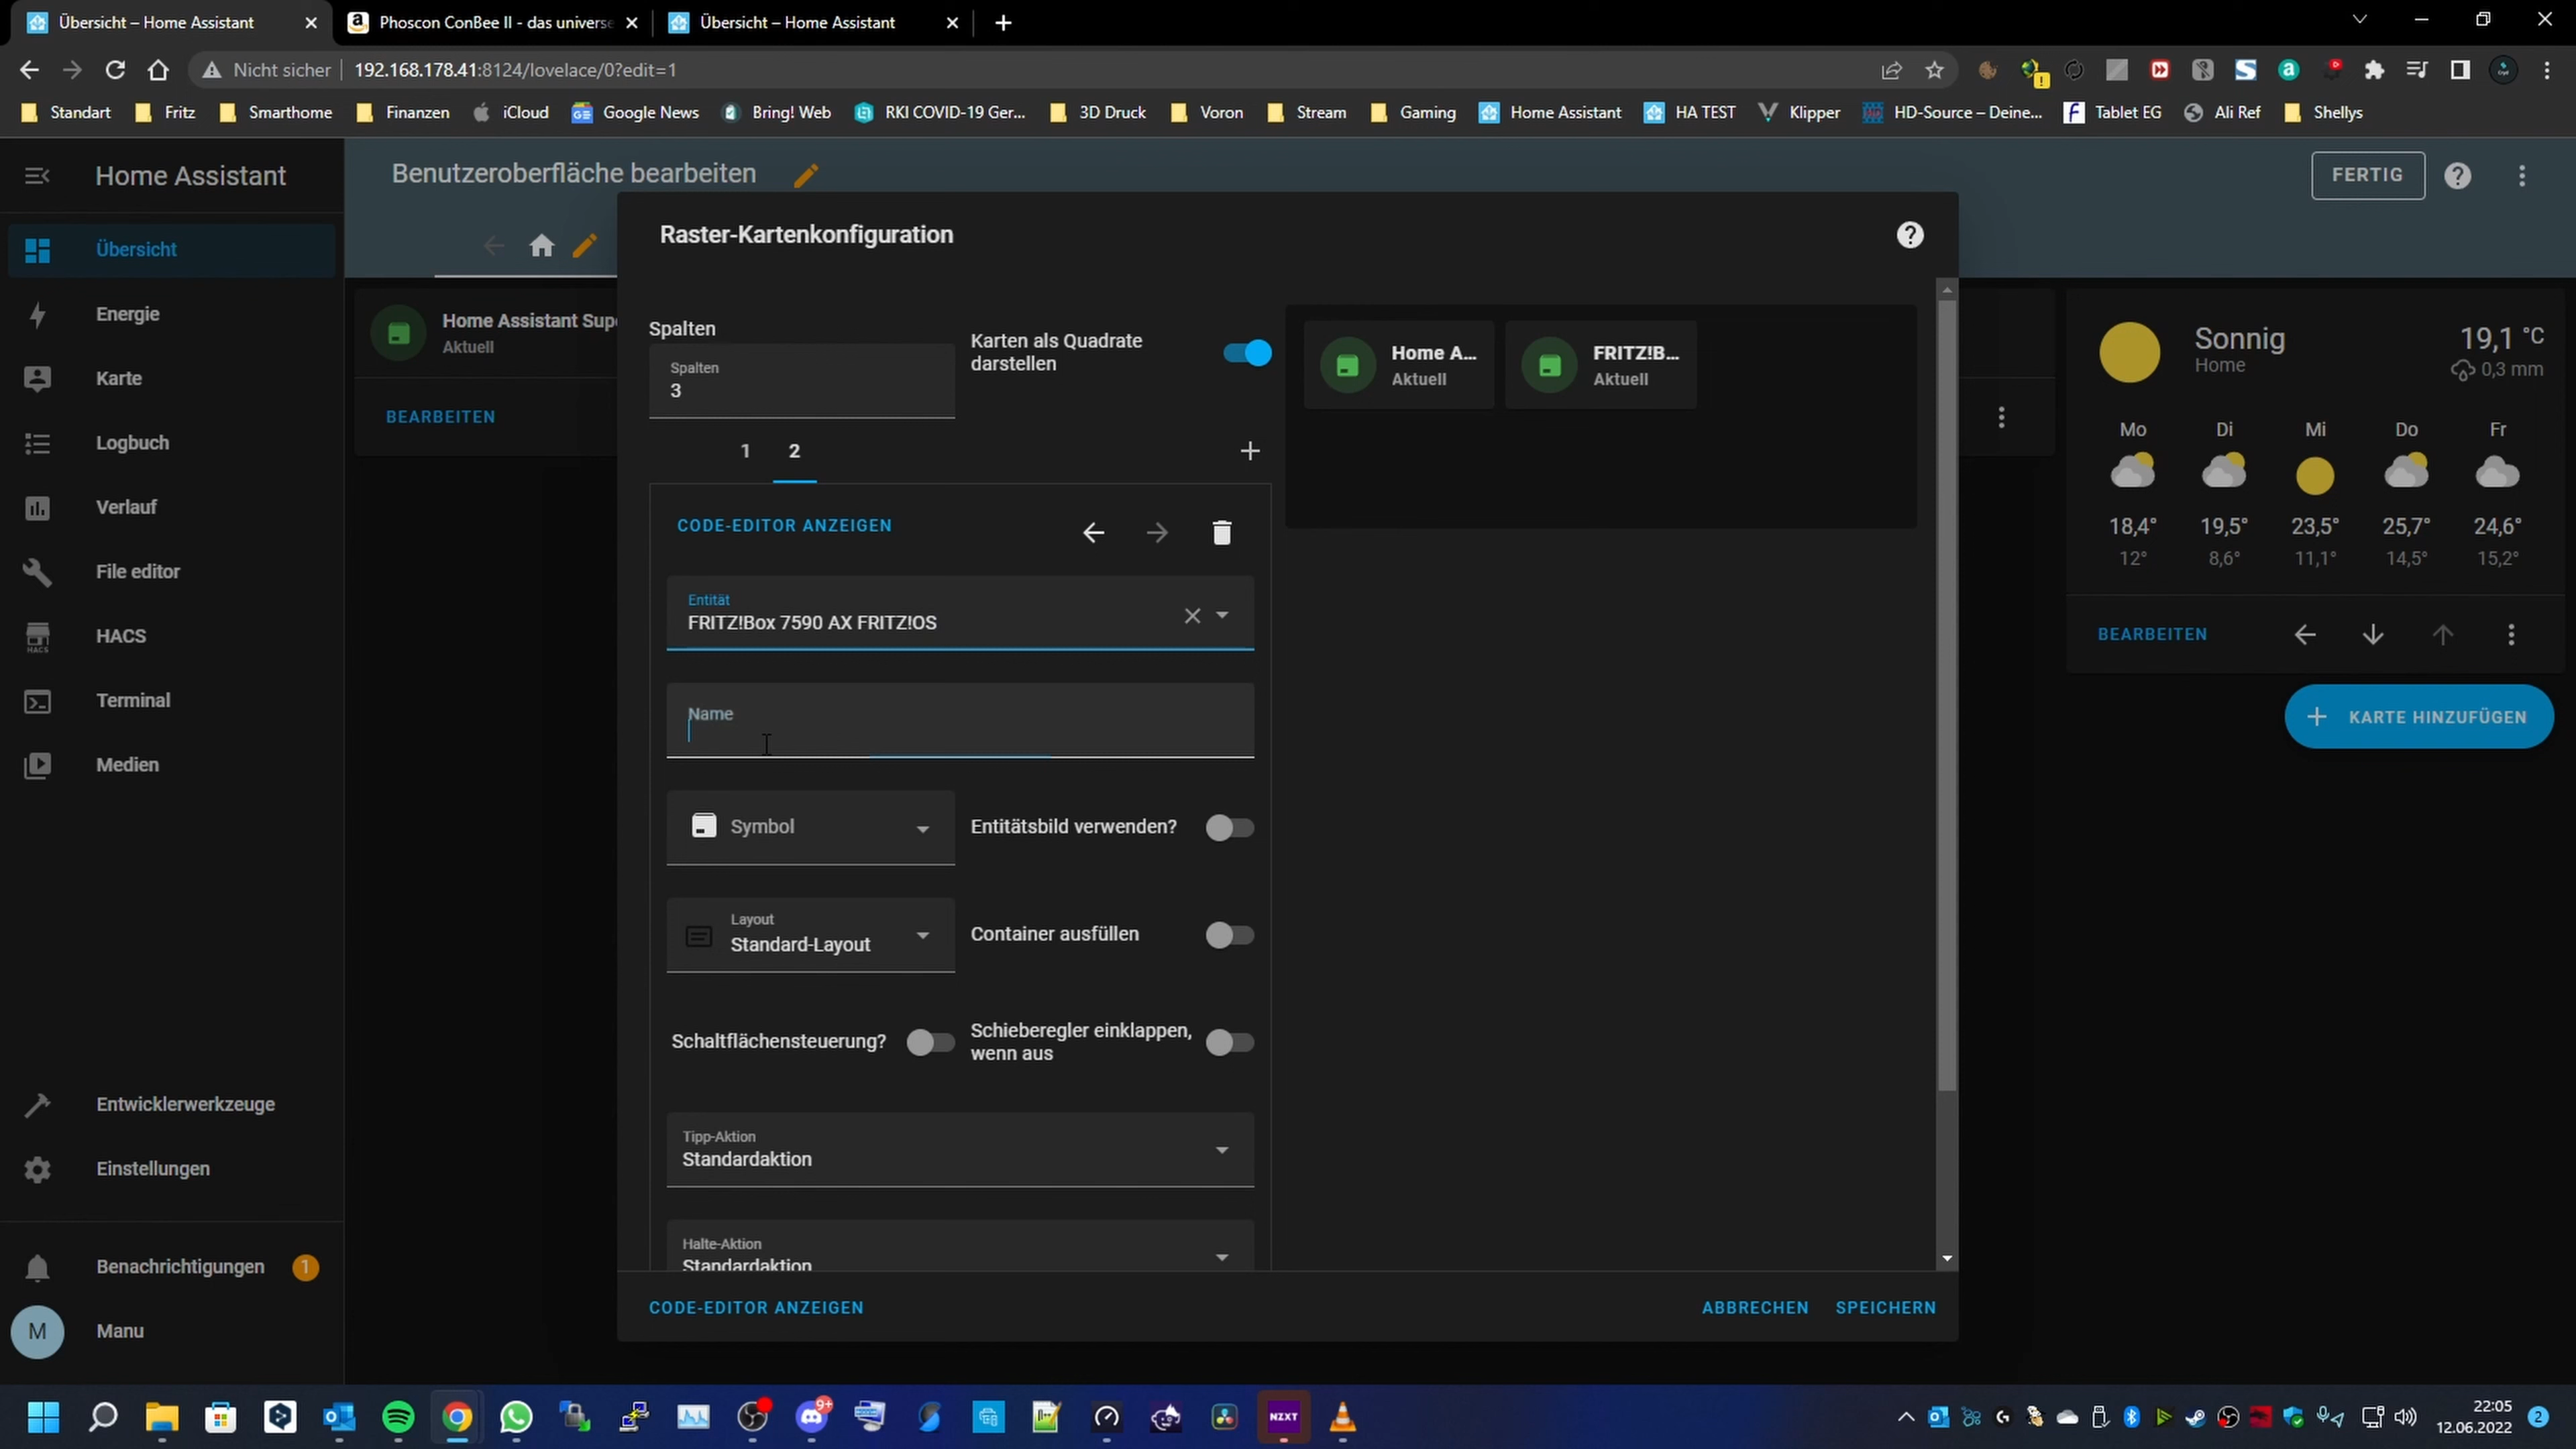 Übersicht – Home Assistant
Phoscon ConBee II - das universe
Übersicht – Home Assistant
Nicht sicher
192.168.178.41:8124/lovelace/0?edit=1
Standart
Fritz
Smarthome
Finanzen
iCloud
Google News
Bring! Web
RKI COVID-19 Ger...
3D Druck
Voron
Stream
Gaming
Home Assistant
HA TEST
Klipper
HD-Source – Deine...
Tablet EG
Ali Ref
Shellys
Home Assistant
Benutzeroberfläche bearbeiten
FERTIG
Übersicht
Energie
Karte
Logbuch
Verlauf
File editor
HACS
HACS
Terminal
Medien
Entwicklerwerkzeuge
Einstellungen
Benachrichtigungen
1
M
Manu
Home Assistant Sup
Aktuell
BEARBEITEN
Raster-Kartenkonfiguration
Spalten
Spalten
3
Karten als Quadrate
darstellen
1
2
CODE-EDITOR ANZEIGEN
Entität
FRITZ!Box 7590 AX FRITZ!OS
Name
Symbol
Entitätsbild verwenden?
Layout
Standard-Layout
Container ausfüllen
Schaltflächensteuerung?
Schieberegler einklappen,
wenn aus
Tipp-Aktion
Standardaktion
Halte-Aktion
Standardaktion
Home A...
Aktuell
FRITZ!B...
Aktuell
CODE-EDITOR ANZEIGEN
ABBRECHEN
SPEICHERN
Sonnig
Home
19,1 °C
0,3 mm
Mo
Di
Mi
Do
Fr
18,4°
19,5°
23,5°
25,7°
24,6°
12°
8,6°
11,1°
14,5°
15,2°
BEARBEITEN
KARTE HINZUFÜGEN
9+
NZXT
22:05
12.06.2022
2